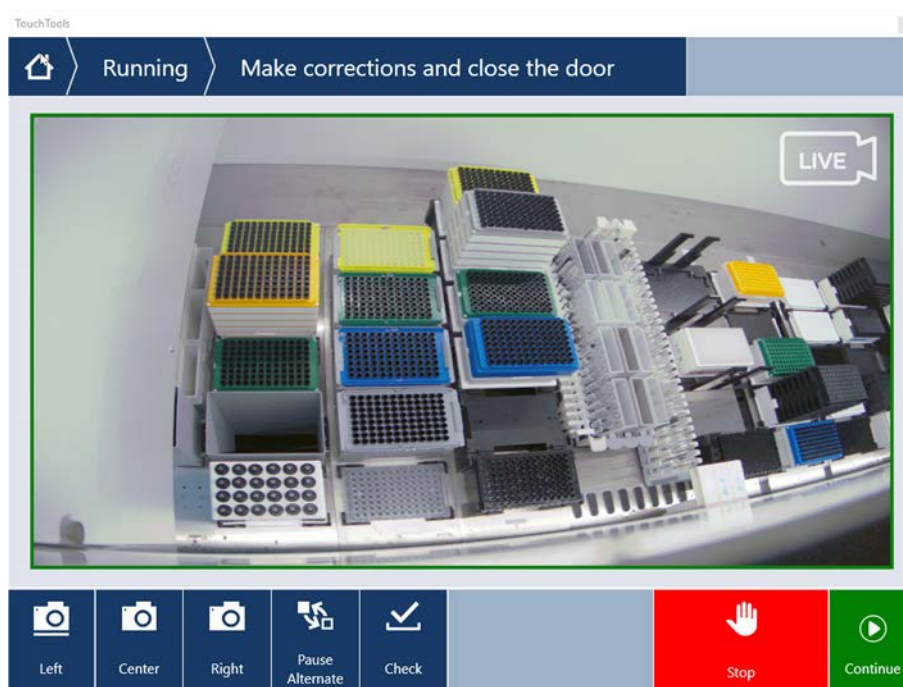 TouchTools
Running
Make corrections and close the door
LIVE
Left
Center
Right
Pause
Alternate
Check
Stop
Continue